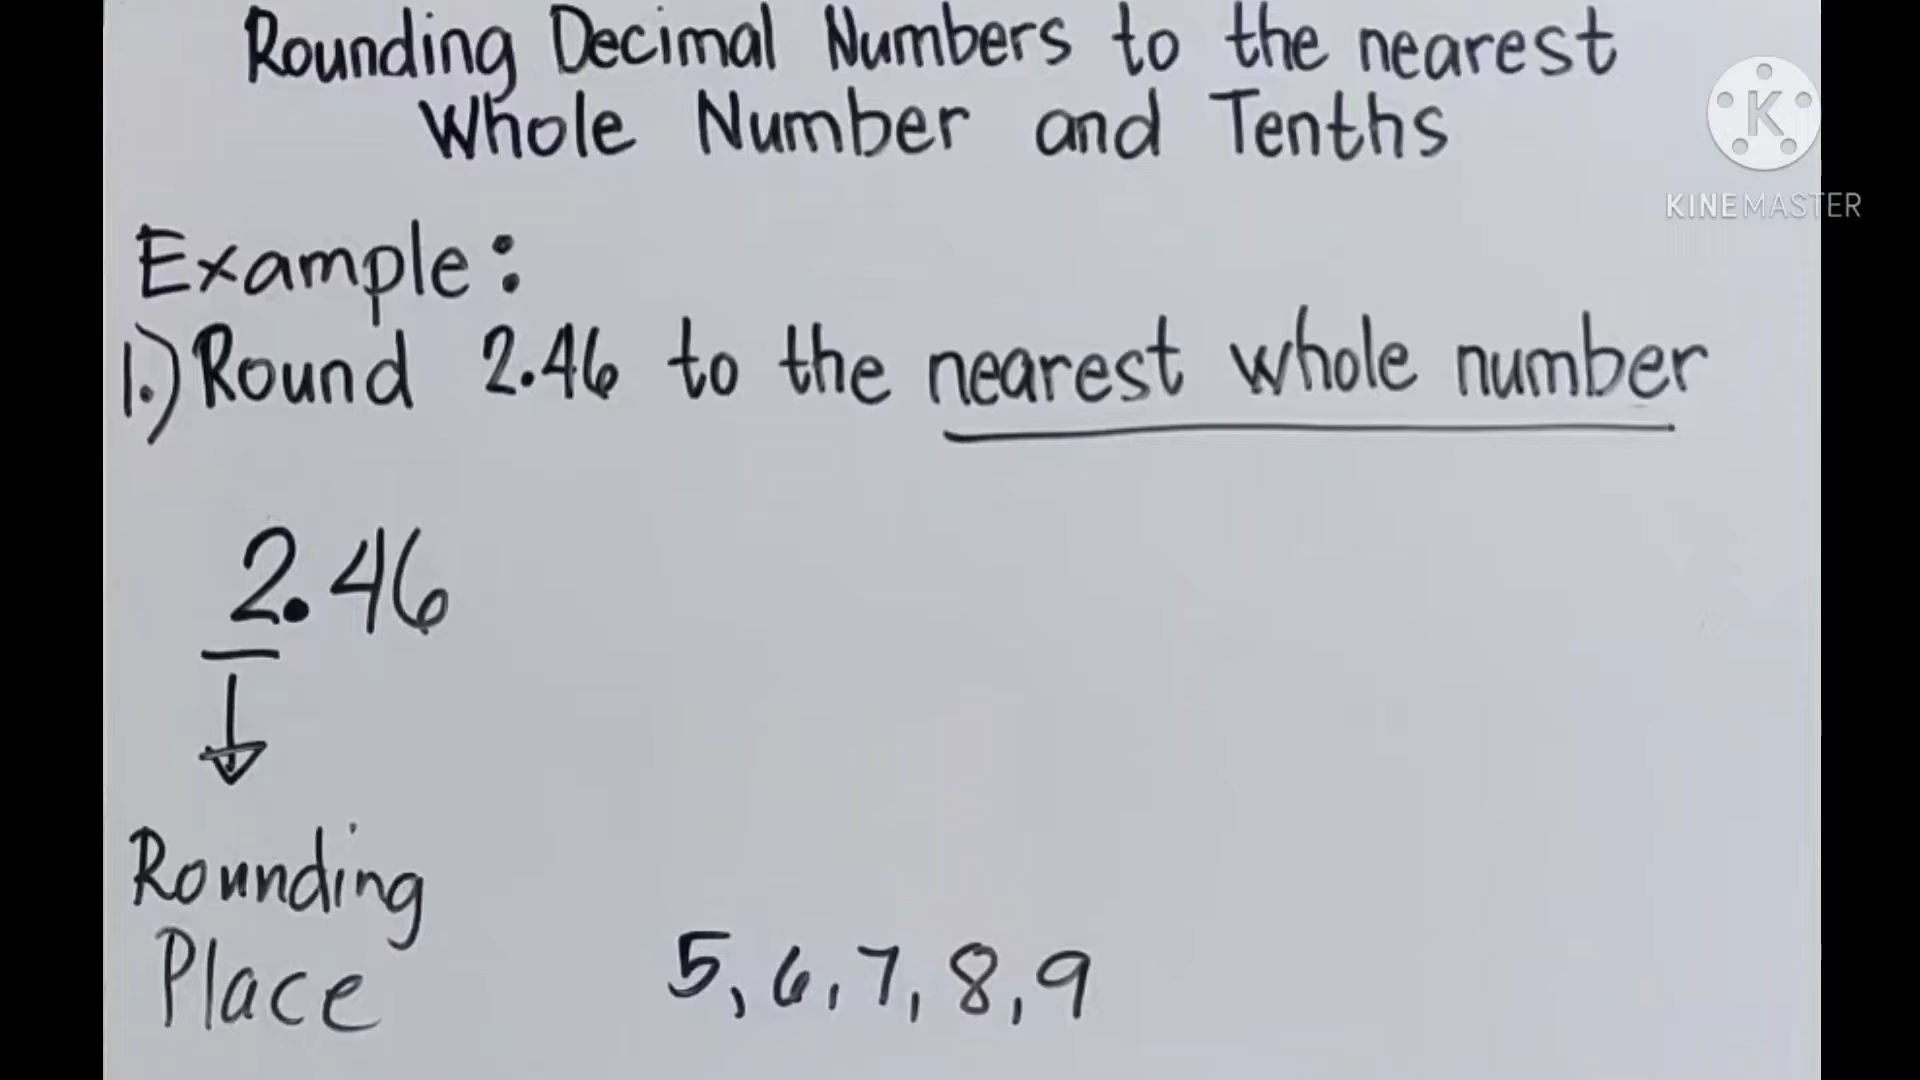 Rounding Decimal Numbers to the nearest
Whole Number and Tenths
K
KINEMASTER
Example:
1.) Round 2.46 to the nearest whole number
2.46
Rounding
Place
5, 6, 7, 8, 9